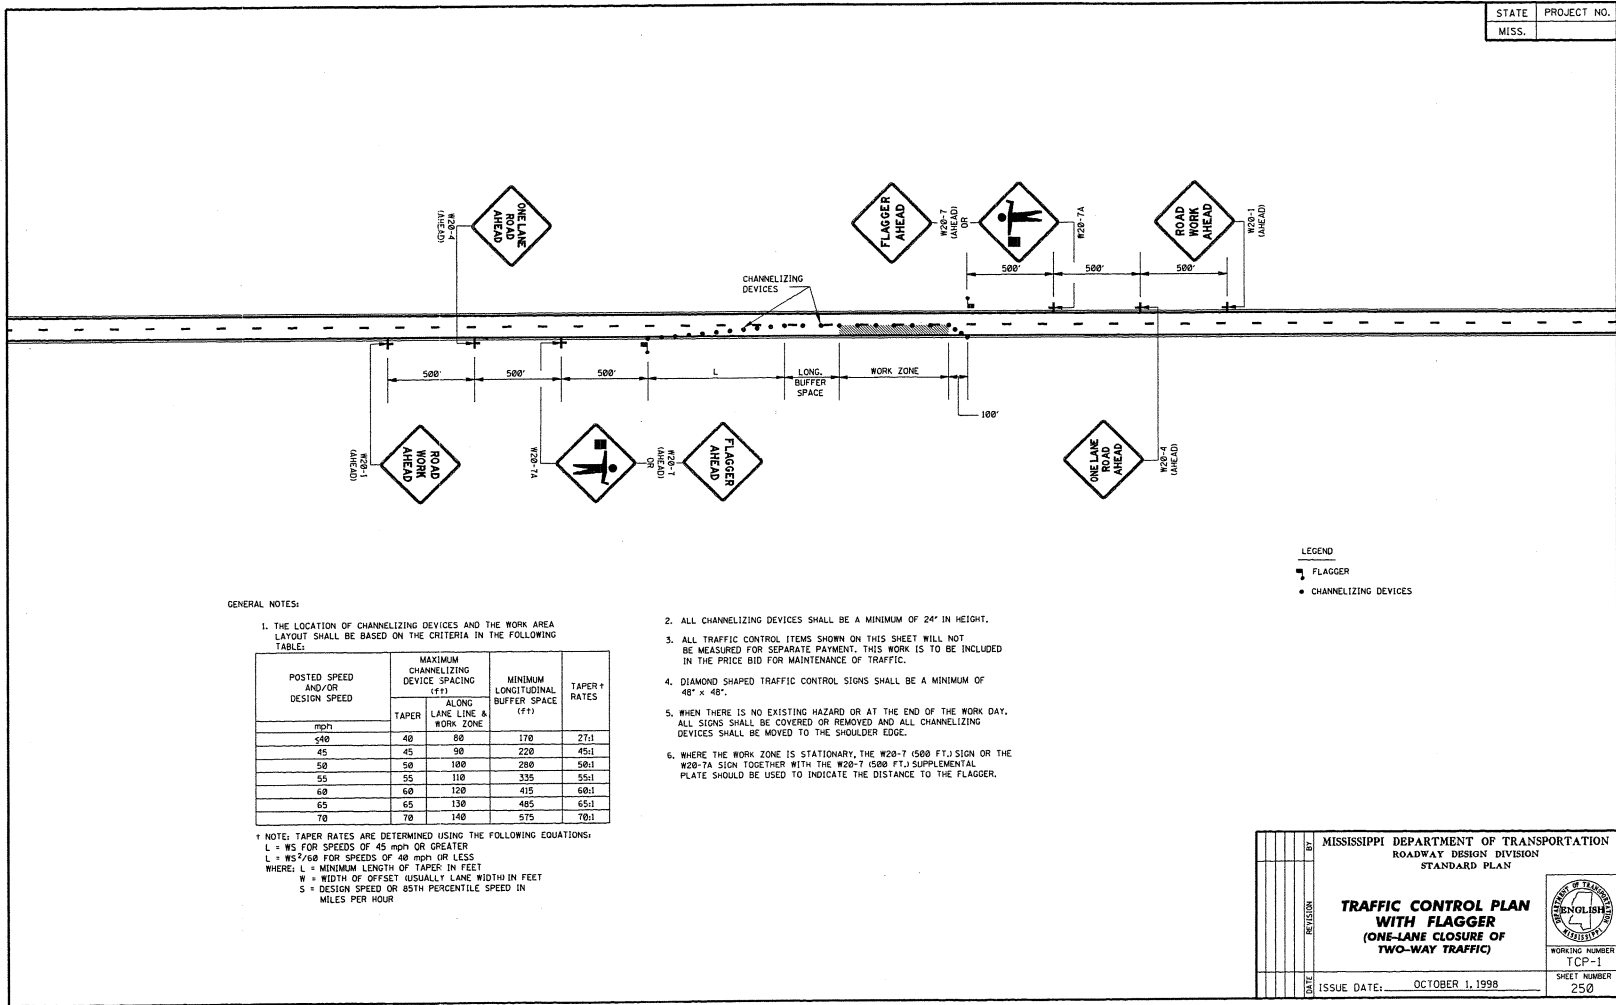 STATE PROJECT NO.
MISS.
ONE LANE
ROAD
AHEAD
W20-4
(AHEAD)
FLAGGER
AHEAD
W20-7
(AHEAD)
OR
W20-7A
ROAD
WORK
AHEAD
W20-1
(AHEAD)
500' 500' 500'
CHANNELIZING
DEVICES
500' 500' 500' L LONG.
BUFFER
SPACE
WORK ZONE
100'
ROAD
WORK
AHEAD
W20-1
(AHEAD)
W20-7A
W20-7
(AHEAD)
OR
FLAGGER
AHEAD
ONE LANE
ROAD
AHEAD
W20-4
(AHEAD)
LEGEND
FLAGGER
CHANNELIZING DEVICES
GENERAL NOTES:
1. THE LOCATION OF CHANNELIZING DEVICES AND THE WORK AREA
LAYOUT SHALL BE BASED ON THE CRITERIA IN THE FOLLOWING
TABLE:
POSTED SPEED
AND/OR
DESIGN SPEED
mph
MAXIMUM
CHANNELIZING
DEVICE SPACING
(ft)
TAPER
ALONG
LANE LINE &
WORK ZONE
MINIMUM
LONGITUDINAL
BUFFER SPACE
(ft)
TAPER †
RATES
≤40 40 80 170 27:1
45 45 90 220 45:1
50 50 100 280 50:1
55 55 110 335 55:1
60 60 120 415 60:1
65 65 130 485 65:1
70 70 140 575 70:1
† NOTE: TAPER RATES ARE DETERMINED USING THE FOLLOWING EQUATIONS:
L = WS FOR SPEEDS OF 45 mph OR GREATER
L = WS²/60 FOR SPEEDS OF 40 mph OR LESS
WHERE: L = MINIMUM LENGTH OF TAPER IN FEET
W = WIDTH OF OFFSET (USUALLY LANE WIDTH) IN FEET
S = DESIGN SPEED OR 85TH PERCENTILE SPEED IN
MILES PER HOUR
2. ALL CHANNELIZING DEVICES SHALL BE A MINIMUM OF 24" IN HEIGHT.
3. ALL TRAFFIC CONTROL ITEMS SHOWN ON THIS SHEET WILL NOT
BE MEASURED FOR SEPARATE PAYMENT. THIS WORK IS TO BE INCLUDED
IN THE PRICE BID FOR MAINTENANCE OF TRAFFIC.
4. DIAMOND SHAPED TRAFFIC CONTROL SIGNS SHALL BE A MINIMUM OF
48" x 48".
5. WHEN THERE IS NO EXISTING HAZARD OR AT THE END OF THE WORK DAY,
ALL SIGNS SHALL BE COVERED OR REMOVED AND ALL CHANNELIZING
DEVICES SHALL BE MOVED TO THE SHOULDER EDGE.
6. WHERE THE WORK ZONE IS STATIONARY, THE W20-7 (500 FT.) SIGN OR THE
W20-7A SIGN TOGETHER WITH THE W20-7 (500 FT.) SUPPLEMENTAL
PLATE SHOULD BE USED TO INDICATE THE DISTANCE TO THE FLAGGER.
BY
REVISION
DATE
MISSISSIPPI DEPARTMENT OF TRANSPORTATION
ROADWAY DESIGN DIVISION
STANDARD PLAN
TRAFFIC CONTROL PLAN
WITH FLAGGER
(ONE-LANE CLOSURE OF
TWO-WAY TRAFFIC)
ISSUE DATE: OCTOBER 1, 1998
DEPARTMENT OF TRANSPORTATION
ENGLISH
MISSISSIPPI
WORKING NUMBER
TCP-1
SHEET NUMBER
250